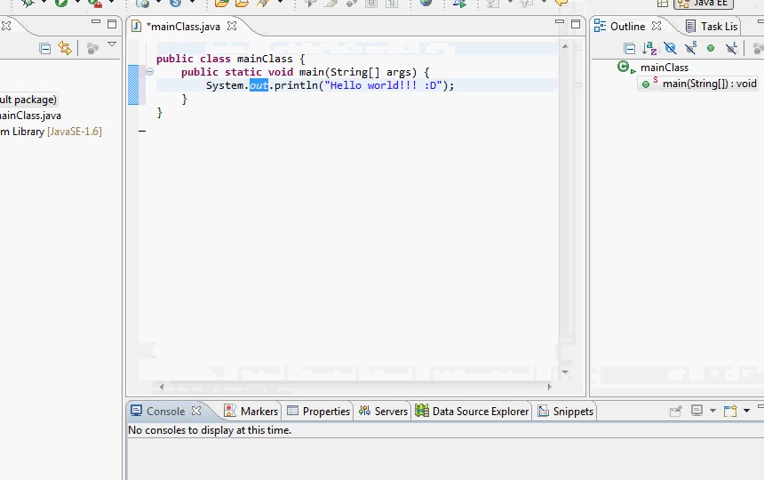 Java EE
*mainClass.java
Outline
Task Lis
public class mainClass {
public static void main(String[] args) {
System.out.println("Hello world!!! :D");
}
}
ult package)
ainClass.java
m Library [JavaSE-1.6]
mainClass
S
main(String[]) : void
Console
Markers
Properties
Servers
Data Source Explorer
Snippets
No consoles to display at this time.